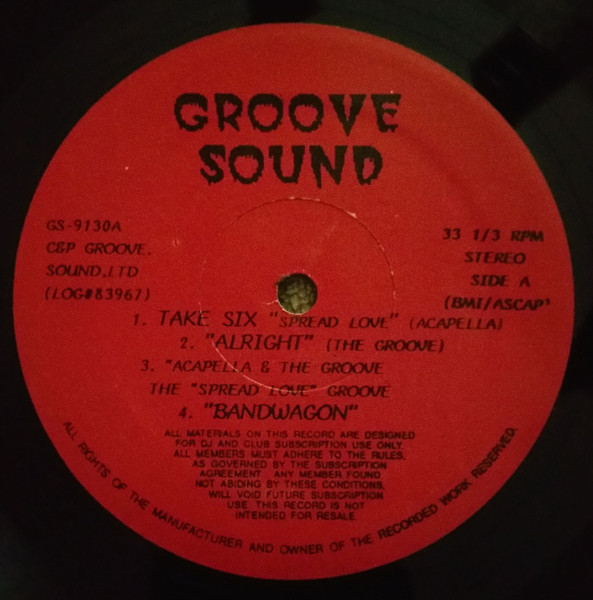 GROOVE
SOUND
GS-9130A
C&P GROOVE.
SOUND.LTD
(LOG#83967)
33 1/3 RPM
STEREO
SIDE A
(BMI/ASCAP)
1. TAKE SIX "SPREAD LOVE" (ACAPELLA)
2. "ALRIGHT" (THE GROOVE)
3. "ACAPELLA & THE GROOVE
THE "SPREAD LOVE" GROOVE
4. "BANDWAGON"
ALL MATERIALS ON THIS RECORD ARE DESIGNED
FOR DJ AND CLUB SUBSCRIPTION USE ONLY.
ALL MEMBERS MUST ADHERE TO THE RULES,
AS GOVERNED BY THE SUBSCRIPTION
AGREEMENT. ANY MEMBER FOUND
NOT ABIDING BY THESE CONDITIONS,
WILL VOID FUTURE SUBSCRIPTION
USE. THIS RECORD IS NOT
INTENDED FOR RESALE.
ALL RIGHTS OF THE MANUFACTURER AND OWNER OF THE RECORDED WORK RESERVED.